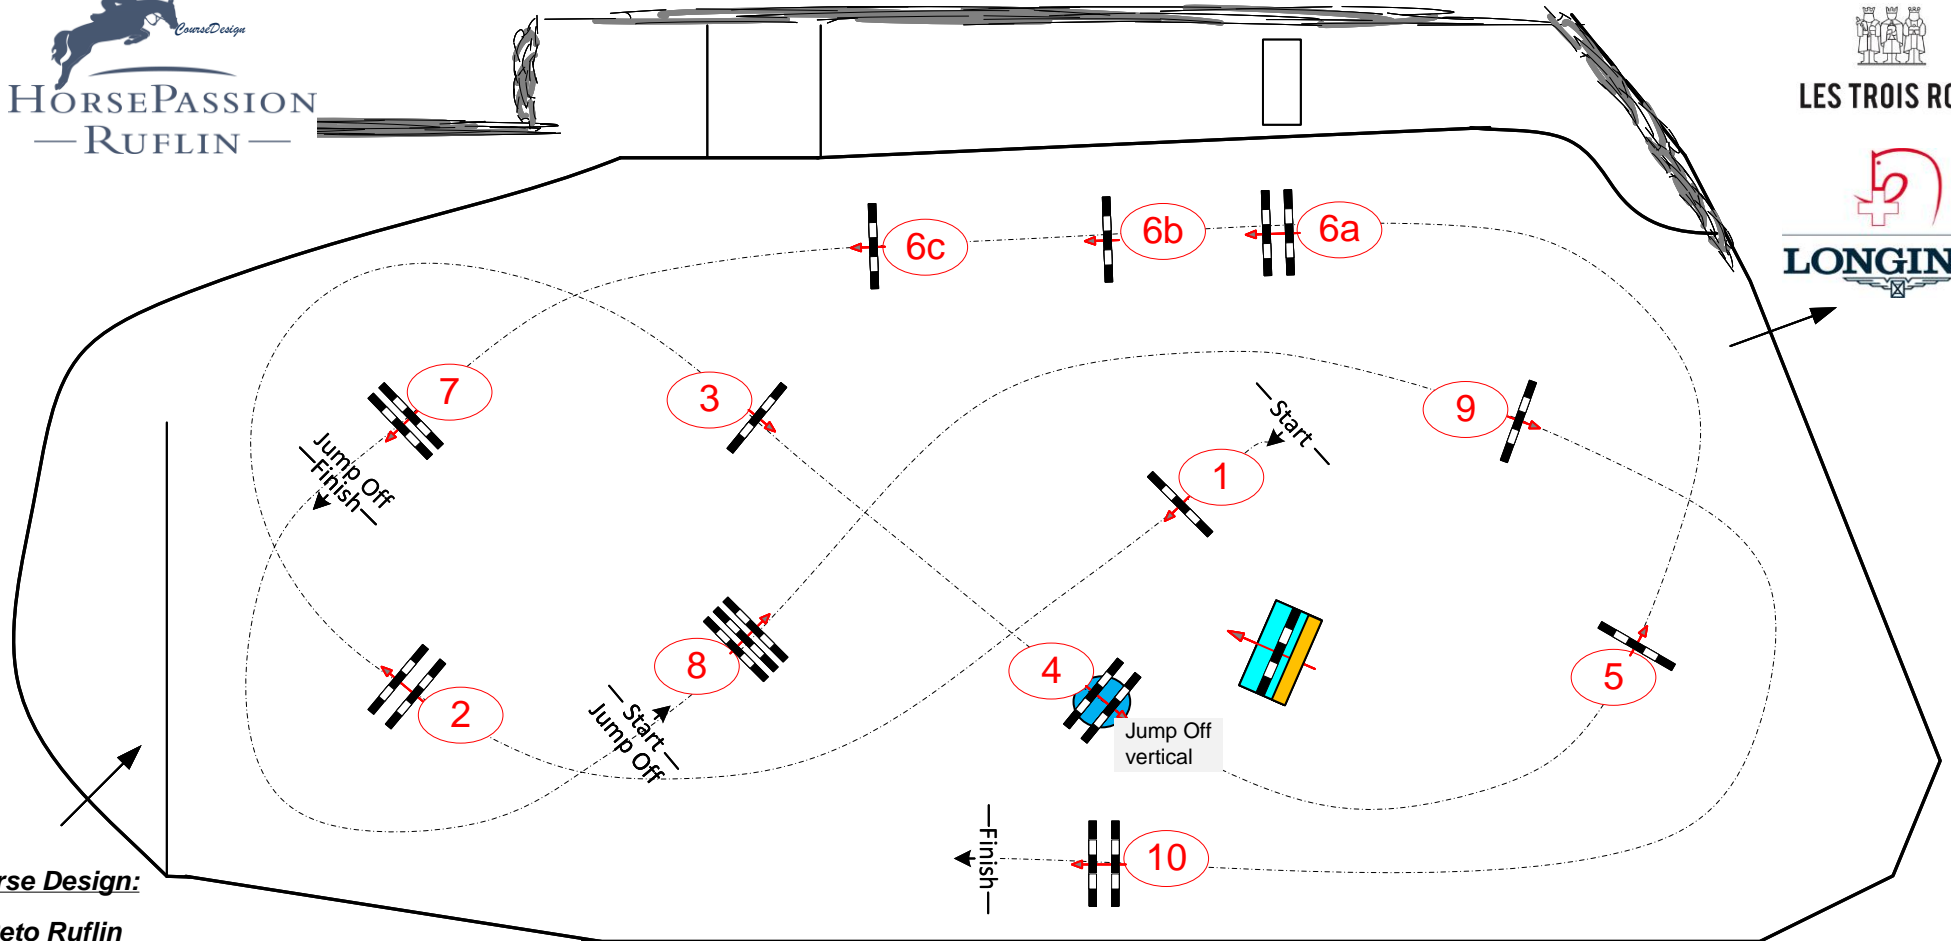 CourseDesign
HORSEPASSION
—RUFLIN—
LES TROIS RO
LONGIN
6c
6b
6a
7
3
9
Start
1
Jump Off
Finish
8
2
4
5
Start
Jump Off
Jump Off
vertical
Finish
10
rse Design:
eto Ruflin